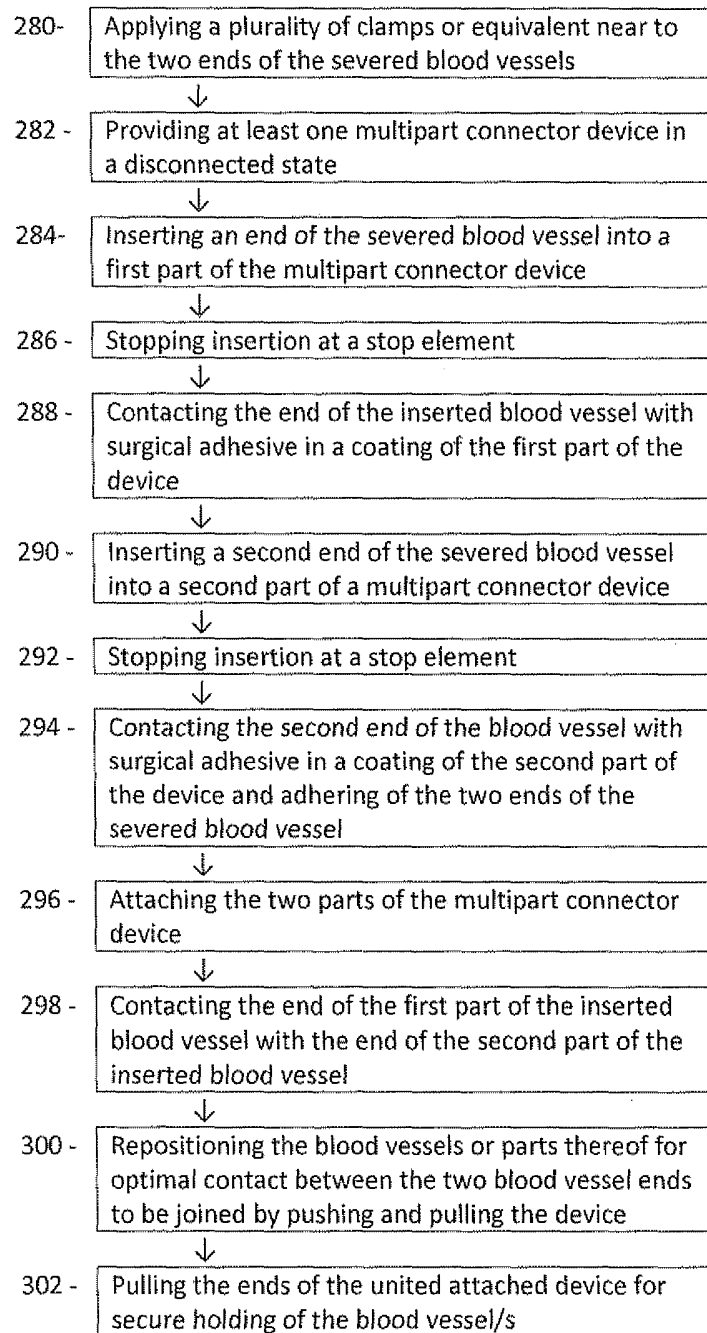 280- Applying a plurality of clamps or equivalent near to
the two ends of the severed blood vessels
282 - Providing at least one multipart connector device in
a disconnected state
284- Inserting an end of the severed blood vessel into a
first part of the multipart connector device
286 - Stopping insertion at a stop element
288 - Contacting the end of the inserted blood vessel with
surgical adhesive in a coating of the first part of the
device
290 - Inserting a second end of the severed blood vessel
into a second part of a multipart connector device
292 - Stopping insertion at a stop element
294 - Contacting the second end of the blood vessel with
surgical adhesive in a coating of the second part of
the device and adhering of the two ends of the
severed blood vessel
296 - Attaching the two parts of the multipart connector
device
298 - Contacting the end of the first part of the inserted
blood vessel with the end of the second part of the
inserted blood vessel
300 - Repositioning the blood vessels or parts thereof for
optimal contact between the two blood vessel ends
to be joined by pushing and pulling the device
302 - Pulling the ends of the united attached device for
secure holding of the blood vessel/s